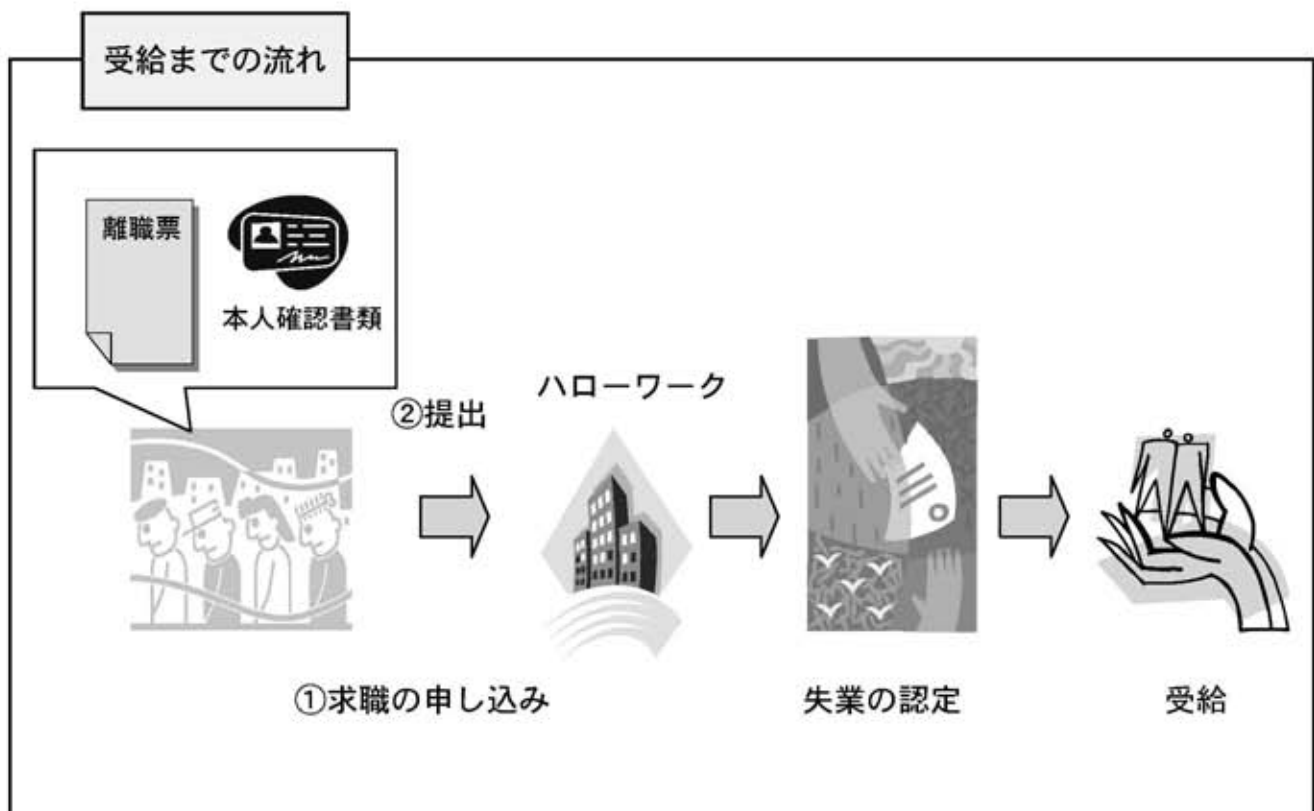 受給までの流れ
離職票
本人確認書類
②提出
ハローワーク
①求職の申し込み
失業の認定
受給